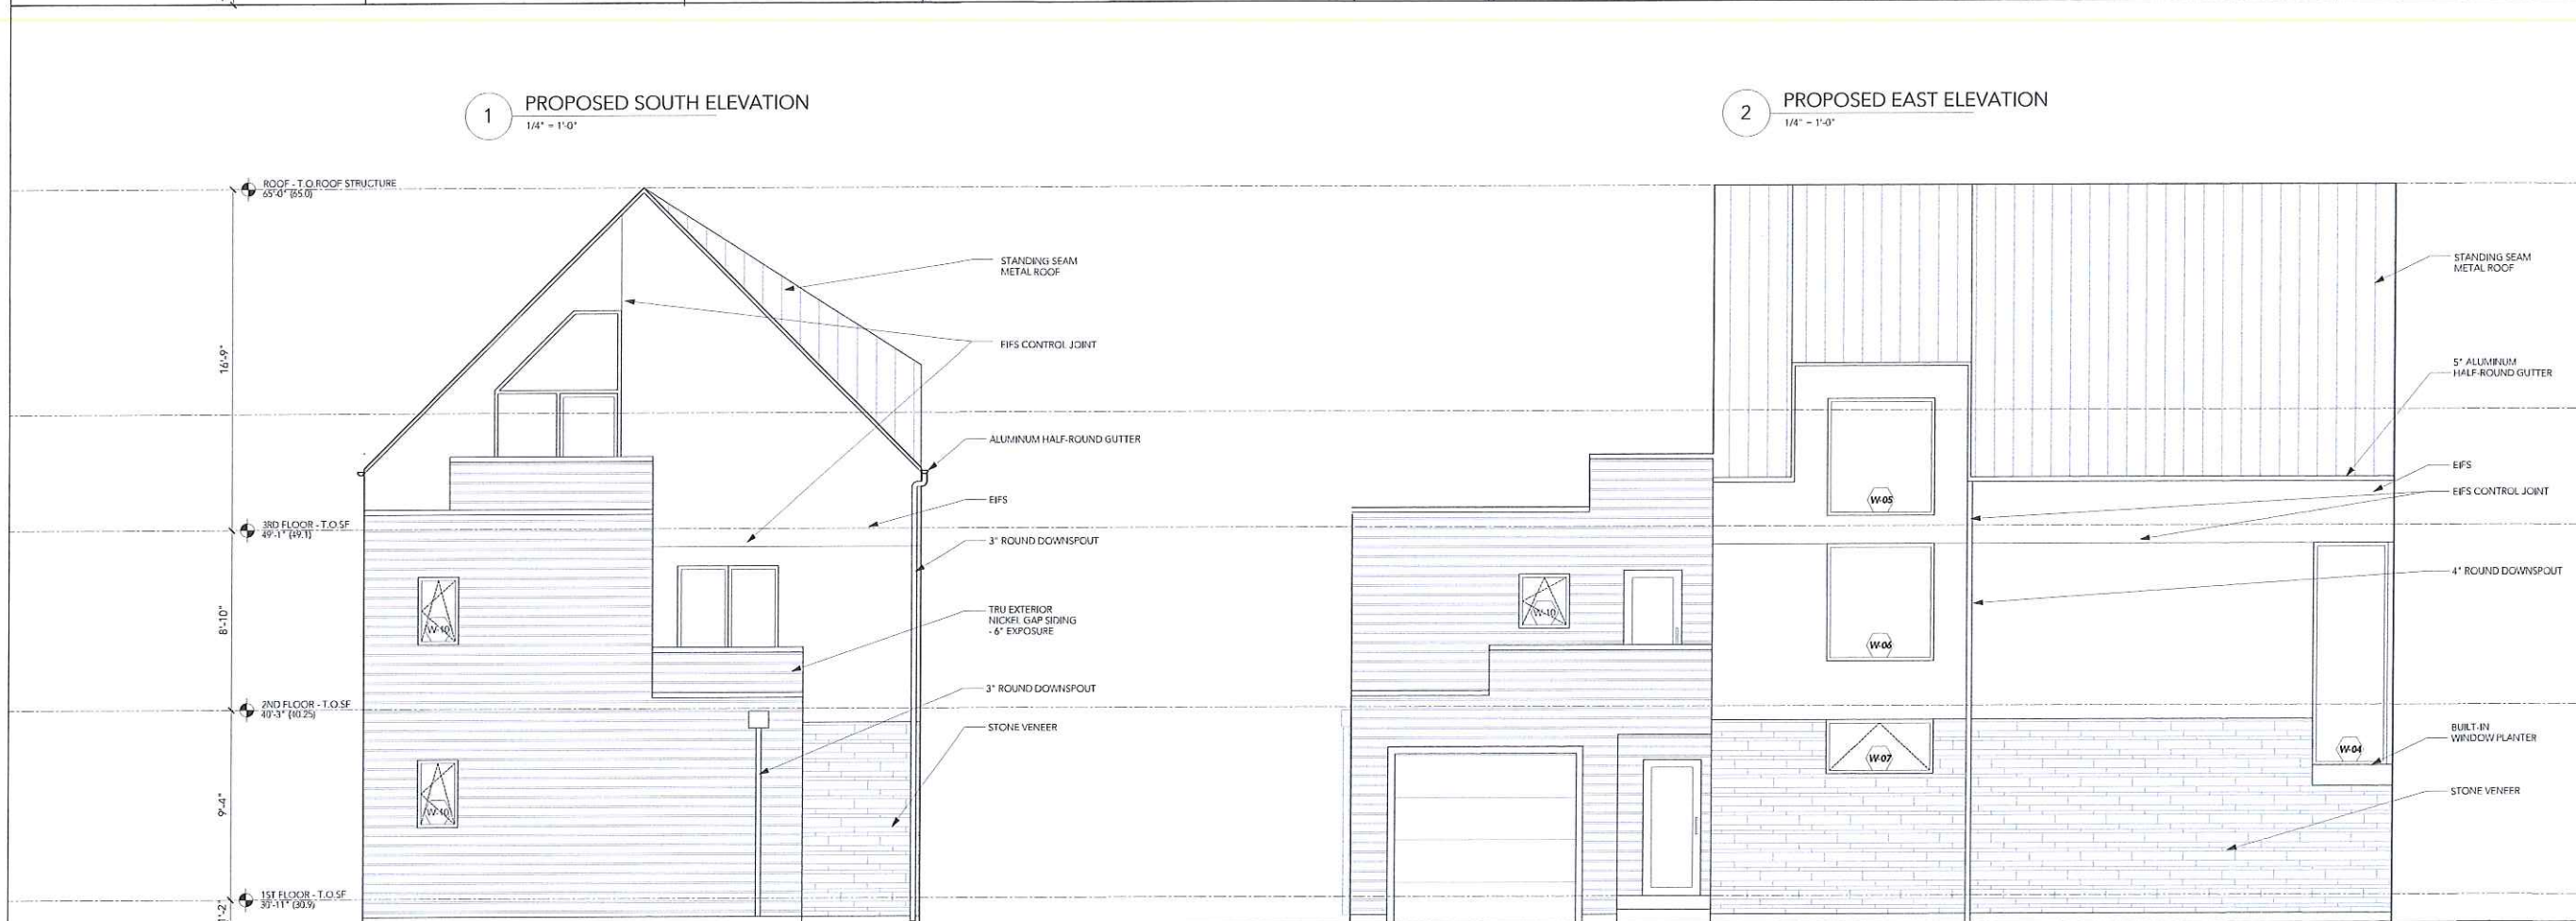 1
PROPOSED SOUTH ELEVATION
1/4" = 1'-0"
2
PROPOSED EAST ELEVATION
1/4" = 1'-0"
ROOF - T.O.ROOF STRUCTURE
65'-0" (65.0)
STANDING SEAM
METAL ROOF
EIFS CONTROL JOINT
16'-9"
ALUMINUM HALF-ROUND GUTTER
EIFS
3RD FLOOR - T.O.SF
49'-1" (49.1)
3" ROUND DOWNSPOUT
TRU EXTERIOR
NICKEL GAP SIDING
- 6" EXPOSURE
W-10
8'-10"
3" ROUND DOWNSPOUT
2ND FLOOR - T.O.SF
40'-3" (40.25)
STONE VENEER
9'-4"
W-10
1ST FLOOR - T.O.SF
30'-11" (30.9)
1'-2"
STANDING SEAM
METAL ROOF
5" ALUMINUM
HALF-ROUND GUTTER
EIFS
EIFS CONTROL JOINT
W-05
4" ROUND DOWNSPOUT
W-10
W-06
BUILT-IN
WINDOW PLANTER
W-04
W-07
STONE VENEER